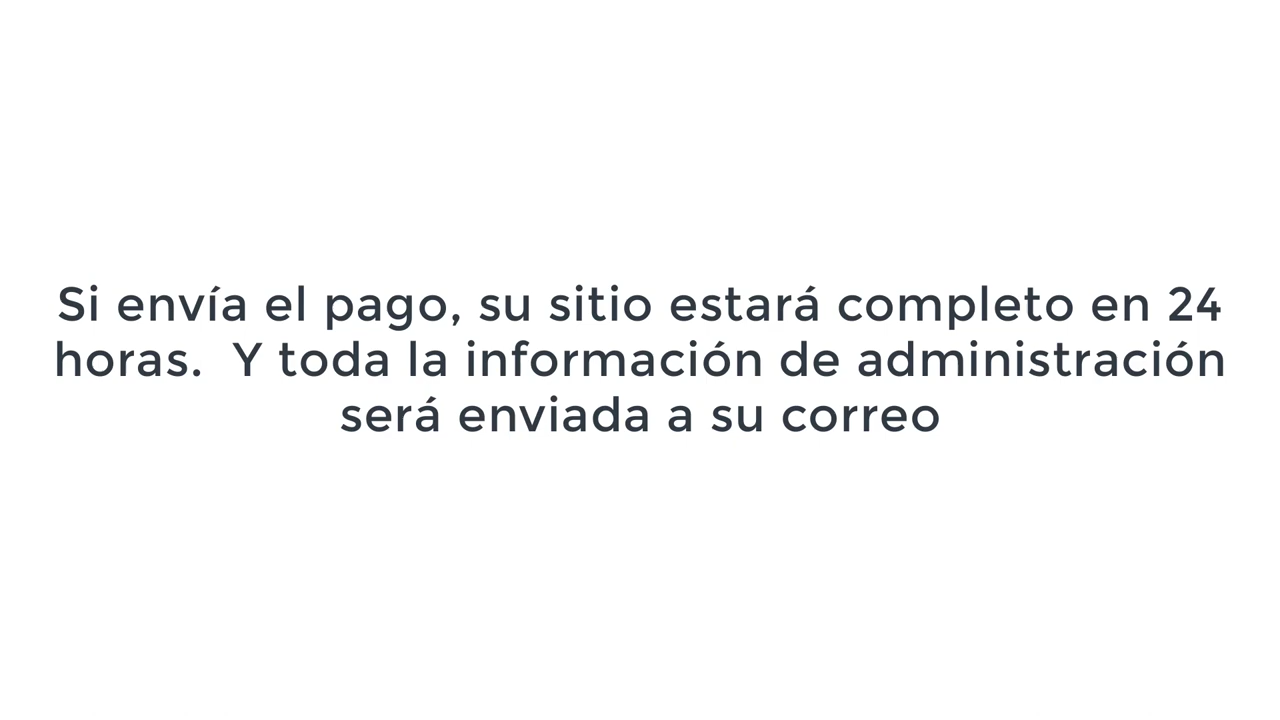 Si envía el pago, su sitio estará completo en 24
horas.  Y toda la información de administración
será enviada a su correo